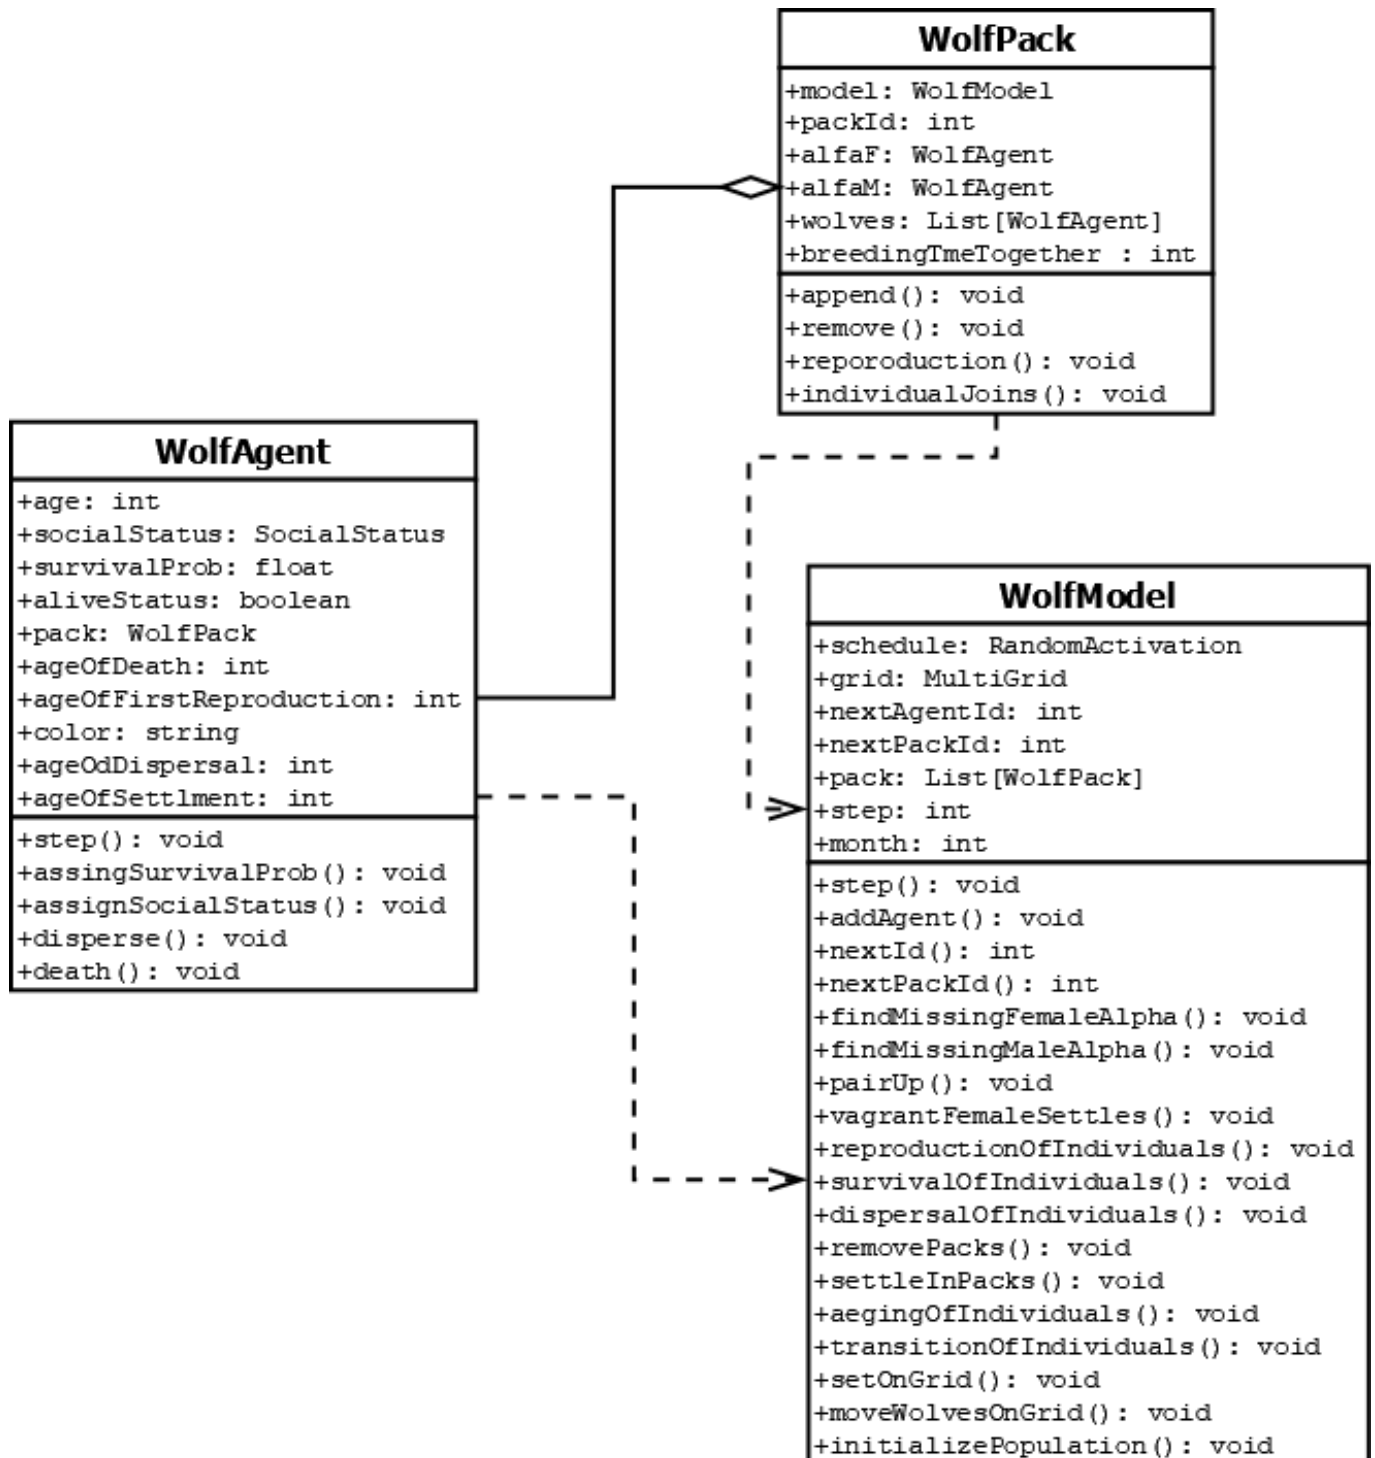 WolfPack
+model: WolfModel
+packId: int
+alfaF: WolfAgent
+alfaM: WolfAgent
+wolves: List[WolfAgent]
+breedingTmeTogether : int
+append(): void
+remove(): void
+reporoduction(): void
+individualJoins(): void
WolfAgent
+age: int
+socialStatus: SocialStatus
+survivalProb: float
+aliveStatus: boolean
+pack: WolfPack
+ageOfDeath: int
+ageOfFirstReproduction: int
+color: string
+ageOdDispersal: int
+ageOfSettlment: int
+step(): void
+assingSurvivalProb(): void
+assignSocialStatus(): void
+disperse(): void
+death(): void
WolfModel
+schedule: RandomActivation
+grid: MultiGrid
+nextAgentId: int
+nextPackId: int
+pack: List[WolfPack]
+step: int
+month: int
+step(): void
+addAgent(): void
+nextId(): int
+nextPackId(): int
+findMissingFemaleAlpha(): void
+findMissingMaleAlpha(): void
+pairUp(): void
+vagrantFemaleSettles(): void
+reproductionOfIndividuals(): void
+survivalOfIndividuals(): void
+dispersalOfIndividuals(): void
+removePacks(): void
+settleInPacks(): void
+aegingOfIndividuals(): void
+transitionOfIndividuals(): void
+setOnGrid(): void
+moveWolvesOnGrid(): void
+initializePopulation(): void